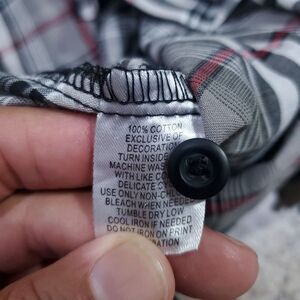 100% COTTON
EXCLUSIVE OF
DECORATION
TURN INSIDE
MACHINE WAS
WITH LIKE CO
DELICATE
USE ONLY NON-CHL
BLEACH WHEN NEEDED
TUMBLE DRY LOW
COOL IRON IF NEEDED
DO NOT IRON ON PRINT